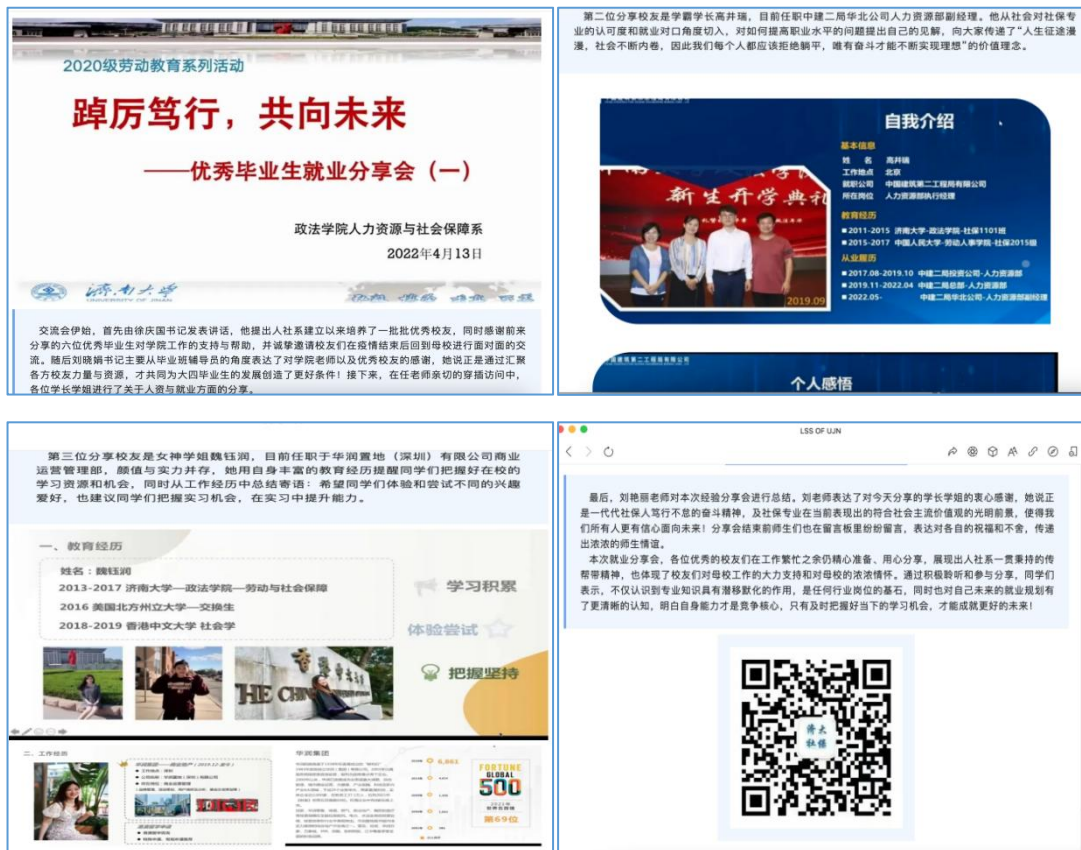 2020级劳动教育系列活动
踔厉笃行，共向未来
——优秀毕业生就业分享会（一）
政法学院人力资源与社会保障系
2022年4月13日
济南大学
UNIVERSITY OF JINAN
交流会伊始，首先由徐庆国书记发表讲话，他提出人社系建立以来培养了一批批优秀校友，同时感谢前来
分享的六位优秀毕业生对学院工作的支持与帮助，并诚挚邀请校友们在疫情结束后回到母校进行面对面的交
流。随后刘晓娟书记主要从毕业班辅导员的角度表达了对学院老师以及优秀校友的感谢，她说正是通过汇聚
各方校友力量与资源，才共同为大四毕业生的发展创造了更好条件！接下来，在任老师亲切的穿插访问中，
各位学长学姐进行了关于人资与就业方面的分享。
第二位分享校友是学霸学长高井瑞，目前任职中建二局华北公司人力资源部副经理。他从社会对社保专
业的认可度和就业对口角度切入，对如何提高职业水平的问题提出自己的见解，向大家传递了“人生征途漫
漫，社会不断内卷，因此我们每个人都应该拒绝躺平，唯有奋斗才能不断实现理想”的价值理念。
自我介绍
基本信息
姓 名 高井瑞
工作地点 北京
就职公司 中国建筑第二工程局有限公司
所在岗位 人力资源部执行经理
教育经历
■2011-2015 济南大学-政法学院-社保1101班
■2015-2017 中国人民大学-劳动人事学院-社保2015级
从业履历
■2017.08-2019.10 中建二局投资公司-人力资源部
■2019.11-2022.04 中建二局总部-人力资源部
■2022.05- 中建二局华北公司-人力资源部副经理
新生开学典礼
2019.09
个人感悟
第三位分享校友是女神学姐魏钰润，目前任职于华润置地（深圳）有限公司商业
运营管理部，颜值与实力并存，她用自身丰富的教育经历提醒同学们把握好在校的
学习资源和机会，同时从工作经历中总结寄语：希望同学们体验和尝试不同的兴趣
爱好，也建议同学们把握实习机会，在实习中提升能力。
一、教育经历
姓名：魏钰润
2013-2017 济南大学—政法学院—劳动与社会保障
2016 美国北方州立大学—交换生
2018-2019 香港中文大学 社会学
学习积累
体验尝试
把握坚持
二、工作经历
华润集团
FORTUNE
GLOBAL
500
第69位
LSS OF UJN
最后，刘艳丽老师对本次经验分享会进行总结。刘老师表达了对今天分享的学长学姐的衷心感谢，她说正
是一代代社保人笃行不怠的奋斗精神，及社保专业在当前表现出的符合社会主流价值观的光明前景，使得我
们所有人更有信心面向未来！分享会结束前师生们也在留言板里纷纷留言，表达对各自的祝福和不舍，传递
出浓浓的师生情谊。
本次就业分享会，各位优秀的校友们在工作繁忙之余仍精心准备、用心分享，展现出人社系一贯秉持的传
帮带精神，也体现了校友们对母校工作的大力支持和对母校的浓浓情怀。通过积极聆听和参与分享，同学们
表示，不仅认识到专业知识具有潜移默化的作用，是任何行业岗位的基石，同时也对自己未来的就业规划有
了更清晰的认知，明白自身能力才是竞争核心，只有及时把握好当下的学习机会，才能成就更好的未来！
济大
社保